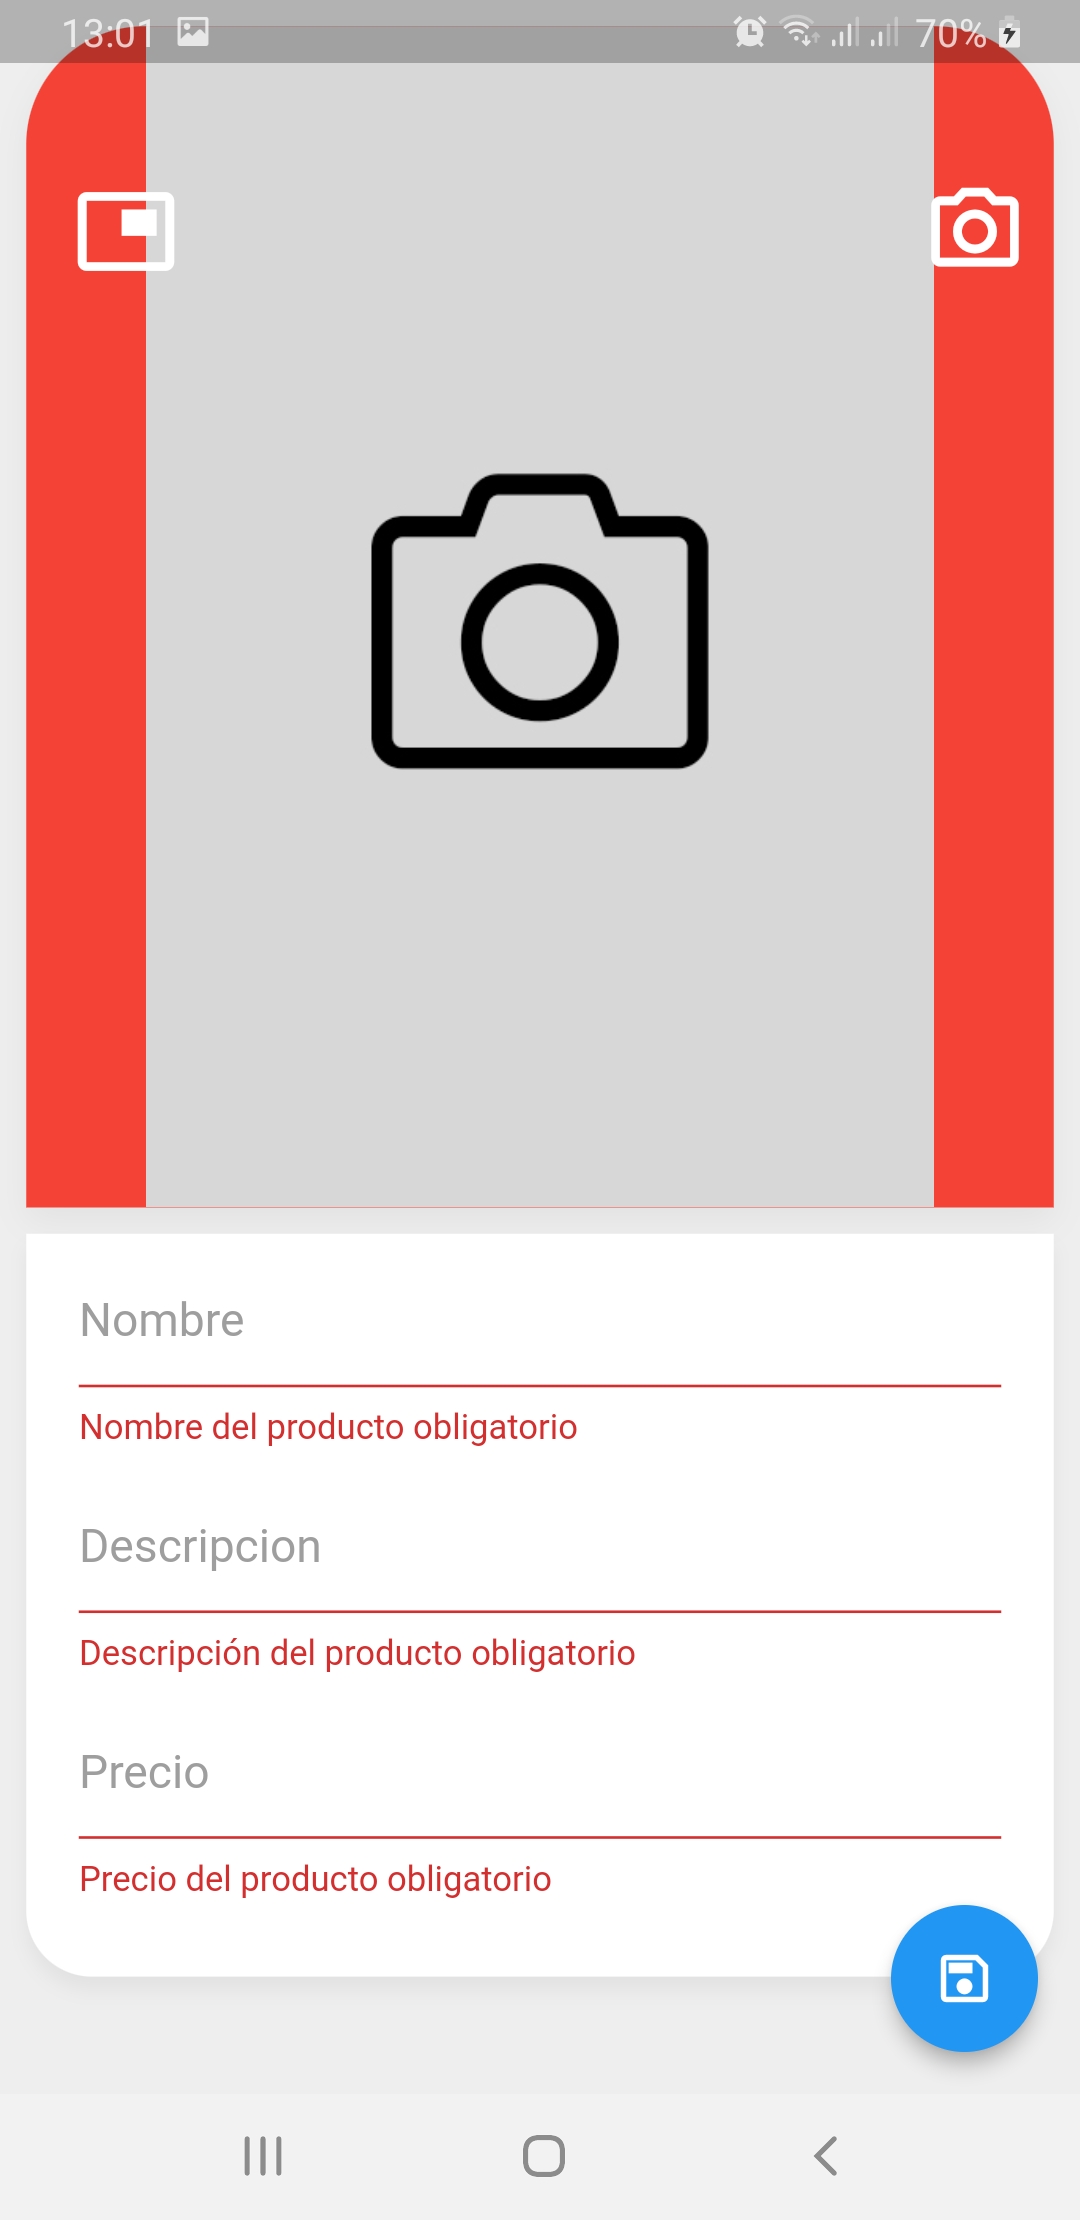 13:01 70%
Nombre
Nombre del producto obligatorio
Descripcion
Descripción del producto obligatorio
Precio
Precio del producto obligatorio